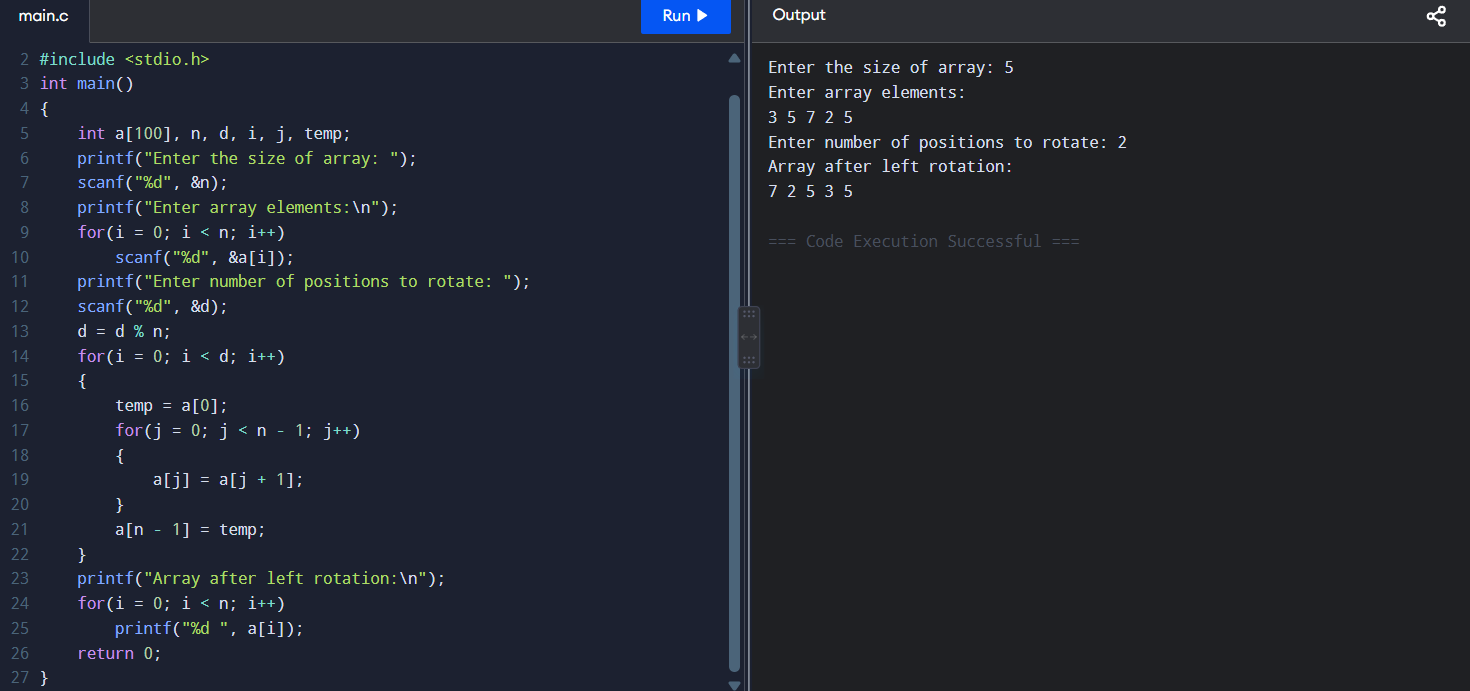 main.c
Run
2 #include <stdio.h>
3 int main()
4 {
5     int a[100], n, d, i, j, temp;
6     printf("Enter the size of array: ");
7     scanf("%d", &n);
8     printf("Enter array elements:\n");
9     for(i = 0; i < n; i++)
10         scanf("%d", &a[i]);
11     printf("Enter number of positions to rotate: ");
12     scanf("%d", &d);
13     d = d % n;
14     for(i = 0; i < d; i++)
15     {
16         temp = a[0];
17         for(j = 0; j < n - 1; j++)
18         {
19             a[j] = a[j + 1];
20         }
21         a[n - 1] = temp;
22     }
23     printf("Array after left rotation:\n");
24     for(i = 0; i < n; i++)
25         printf("%d ", a[i]);
26     return 0;
27 }
Output
Enter the size of array: 5
Enter array elements:
3 5 7 2 5
Enter number of positions to rotate: 2
Array after left rotation:
7 2 5 3 5
=== Code Execution Successful ===